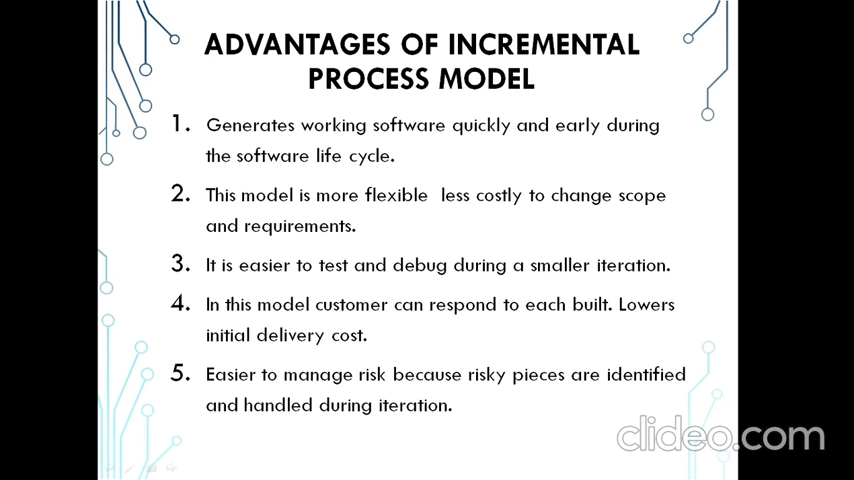 ADVANTAGES OF INCREMENTAL
PROCESS MODEL
1. Generates working software quickly and early during
the software life cycle.
2. This model is more flexible  less costly to change scope
and requirements.
3. It is easier to test and debug during a smaller iteration.
4. In this model customer can respond to each built. Lowers
initial delivery cost.
5. Easier to manage risk because risky pieces are identified
and handled during iteration.
clideo.com